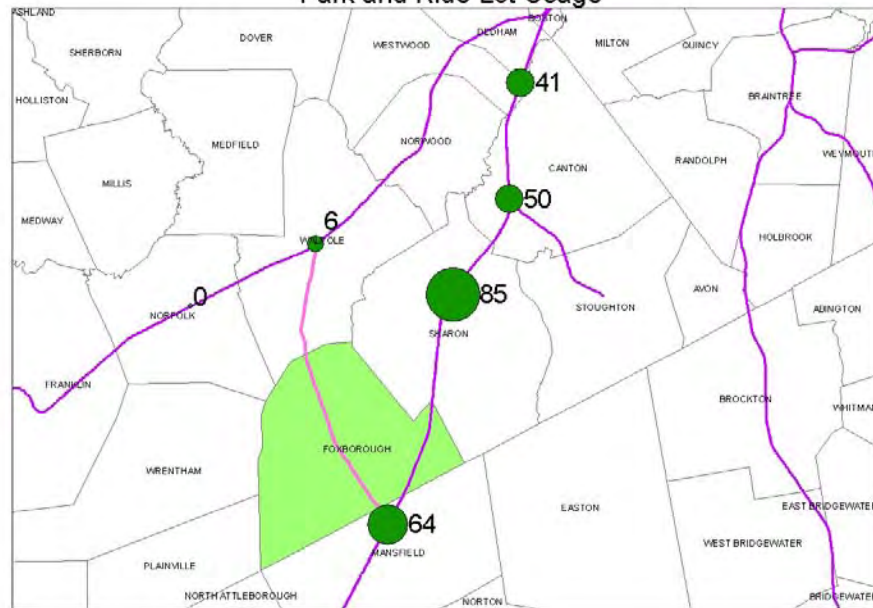 Park and Ride Lot Usage
ASHLAND
SHERBORN
DOVER
WESTWOOD
DEDHAM
BOSTON
MILTON
QUINCY
HOLLISTON
41
BRAINTREE
MEDFIELD
NORWOOD
WEYMOUTH
MILLIS
CANTON
RANDOLPH
MEDWAY
50
6
WALPOLE
HOLBROOK
0
NORFOLK
85
AVON
STOUGHTON
ABINGTON
SHARON
FRANKLIN
BROCKTON
WHITMAN
FOXBOROUGH
WRENTHAM
EASTON
EAST BRIDGEWATER
64
MANSFIELD
WEST BRIDGEWATER
PLAINVILLE
NORTH ATTLEBOROUGH
NORTON
BRIDGEWATER